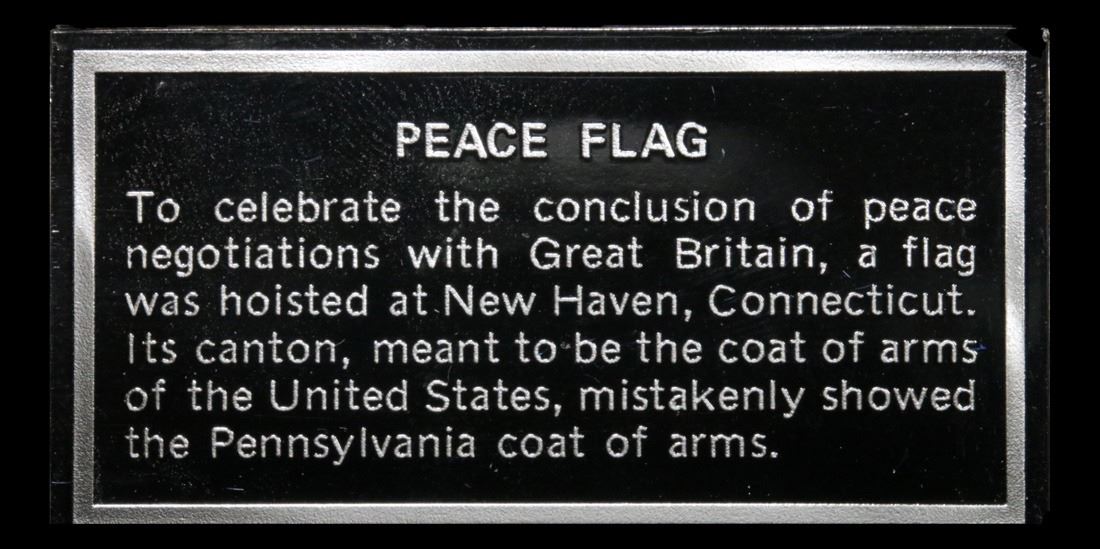 PEACE FLAG
To celebrate the conclusion of peace
negotiations with Great Britain, a flag
was hoisted at New Haven, Connecticut.
Its canton, meant to be the coat of arms
of the United States, mistakenly showed
the Pennsylvania coat of arms.